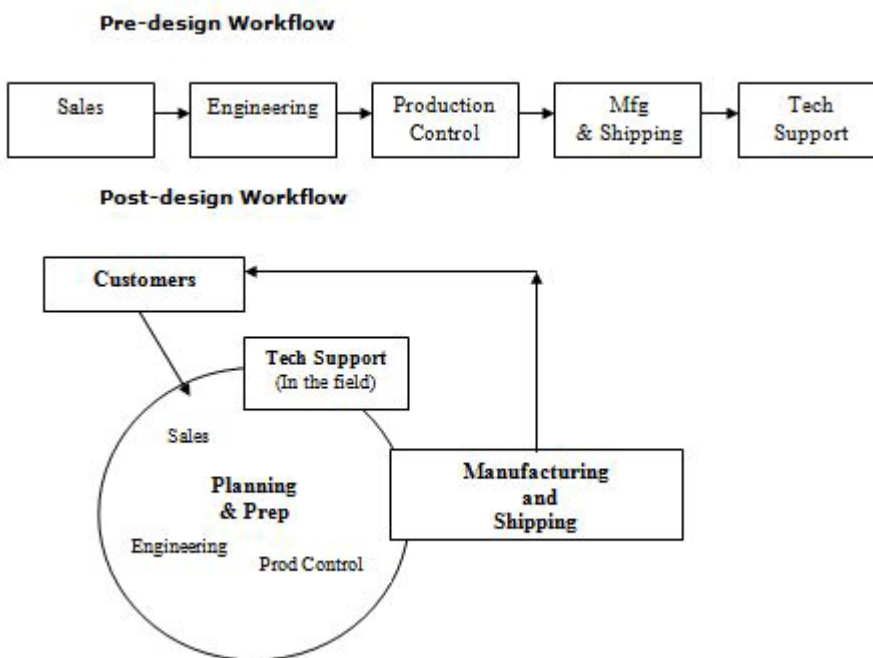 Pre-design Workflow
Sales
Engineering
Production
Control
Mfg
& Shipping
Tech
Support
Post-design Workflow
Customers
Tech Support
(In the field)
Sales
Planning
& Prep
Engineering
Prod Control
Manufacturing
and
Shipping